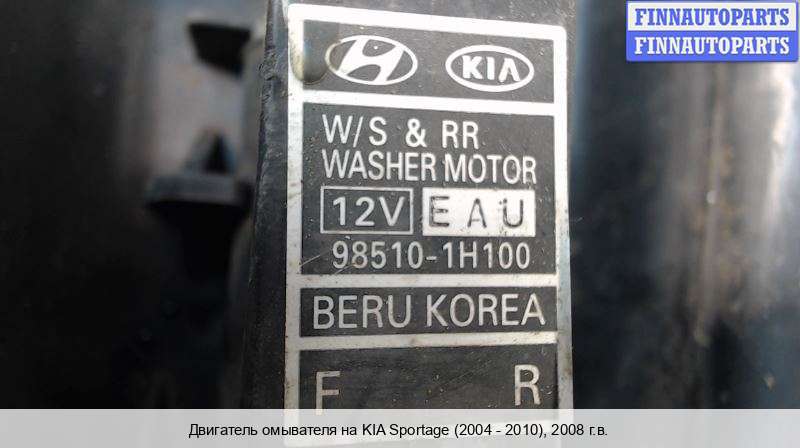 FINNAUTOPARTS
FINNAUTOPARTS
KIA
W/S & RR
WASHER MOTOR
12V EAU
98510-1H100
BERU KOREA
F R
Двигатель омывателя на KIA Sportage (2004 - 2010), 2008 г.в.